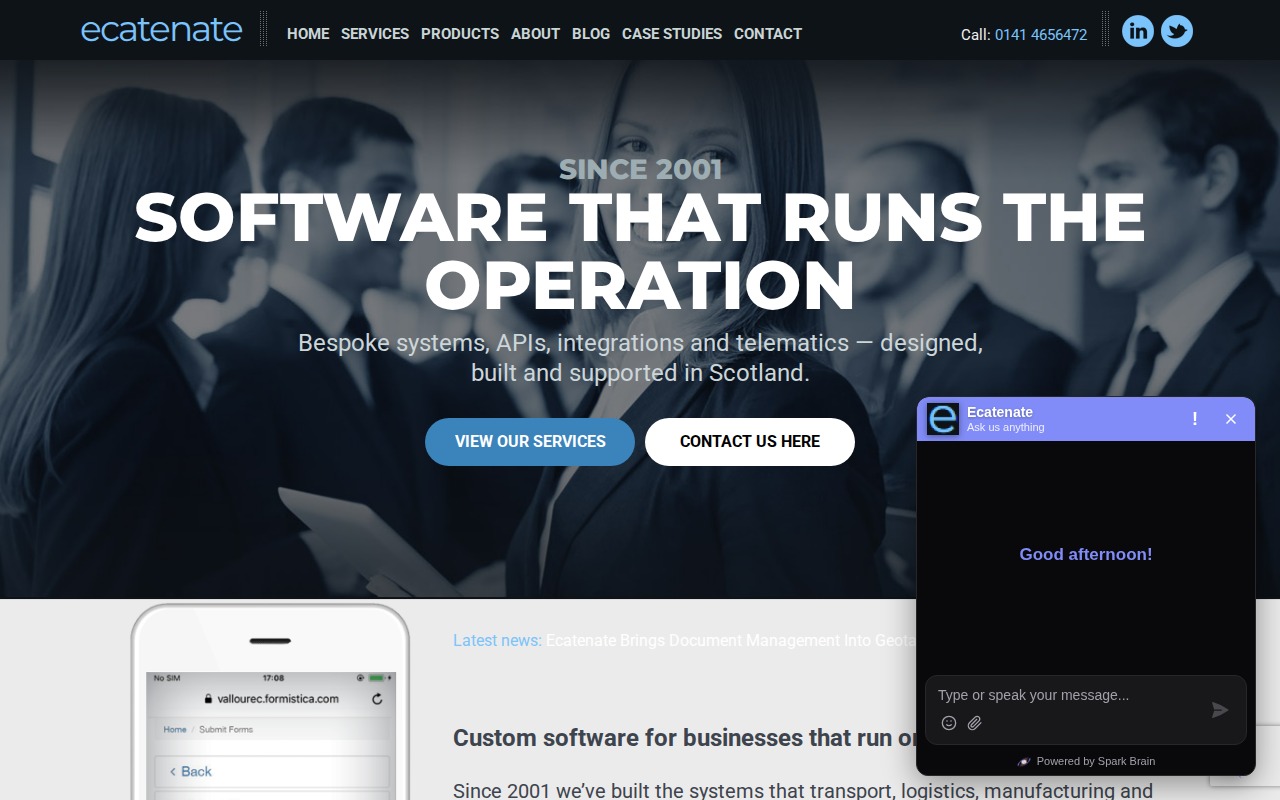 ecatenate
HOME SERVICES PRODUCTS ABOUT BLOG CASE STUDIES CONTACT
Call: 0141 4656472
SINCE 2001
SOFTWARE THAT RUNS THE
OPERATION
Bespoke systems, APIs, integrations and telematics — designed,
built and supported in Scotland.
VIEW OUR SERVICES
CONTACT US HERE
Ecatenate
Ask us anything
Good afternoon!
Type or speak your message...
Powered by Spark Brain
No SIM 17:08
vallourec.formistica.com
Home / Submit Forms
Back
Latest news: Ecatenate Brings Document Management Into
Custom software for businesses that run
Since 2001 we’ve built the systems that transport, logistics, manufacturing and